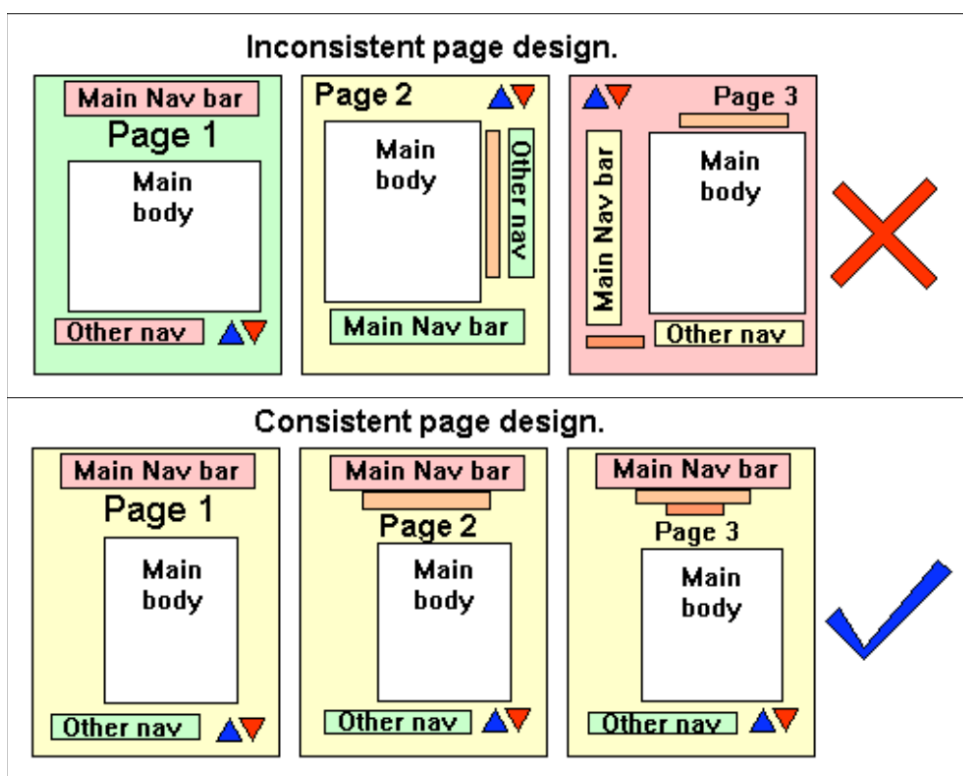 Inconsistent page design.
Main Nav bar
Page 1
Main
body
Other nav
Page 2
Main
body
Other nav
Main Nav bar
Page 3
Main Nav bar
Main
body
Other nav
Consistent page design.
Main Nav bar
Page 1
Main
body
Other nav
Main Nav bar
Page 2
Main
body
Other nav
Main Nav bar
Page 3
Main
body
Other nav